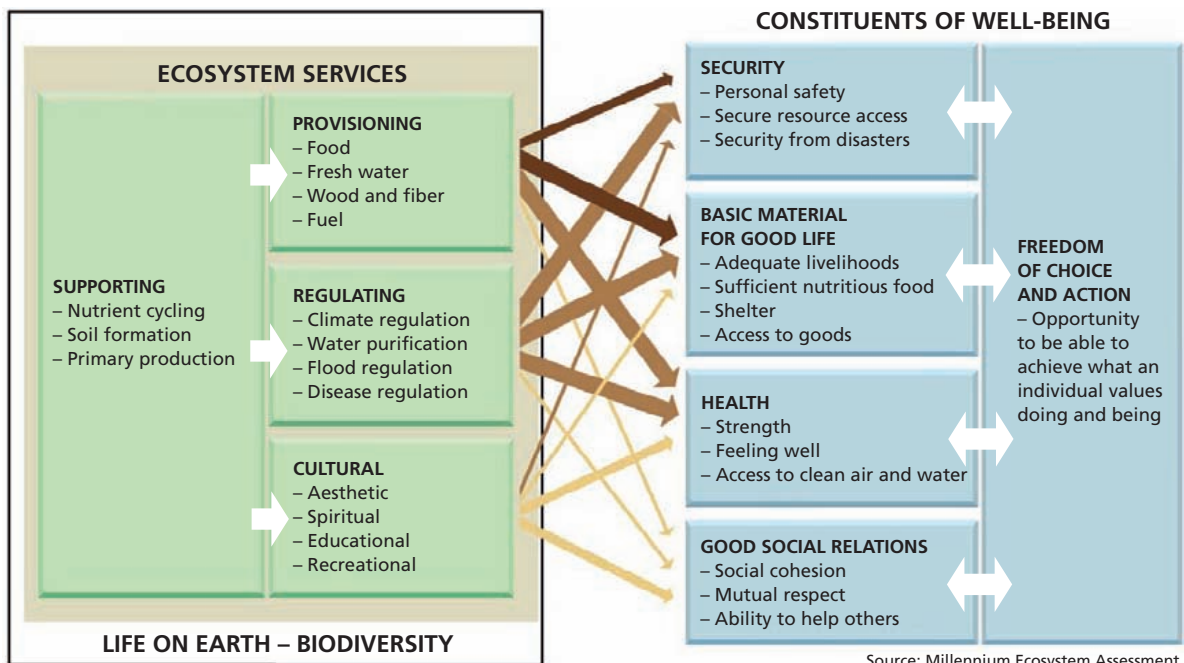 ECOSYSTEM SERVICES
SUPPORTING
– Nutrient cycling
– Soil formation
– Primary production
PROVISIONING
– Food
– Fresh water
– Wood and fiber
– Fuel
REGULATING
– Climate regulation
– Water purification
– Flood regulation
– Disease regulation
CULTURAL
– Aesthetic
– Spiritual
– Educational
– Recreational
LIFE ON EARTH – BIODIVERSITY
CONSTITUENTS OF WELL-BEING
SECURITY
– Personal safety
– Secure resource access
– Security from disasters
BASIC MATERIAL
FOR GOOD LIFE
– Adequate livelihoods
– Sufficient nutritious food
– Shelter
– Access to goods
HEALTH
– Strength
– Feeling well
– Access to clean air and water
GOOD SOCIAL RELATIONS
– Social cohesion
– Mutual respect
– Ability to help others
FREEDOM
OF CHOICE
AND ACTION
– Opportunity
to be able to
achieve what an
individual values
doing and being
Source: Millennium Ecosystem Assessment